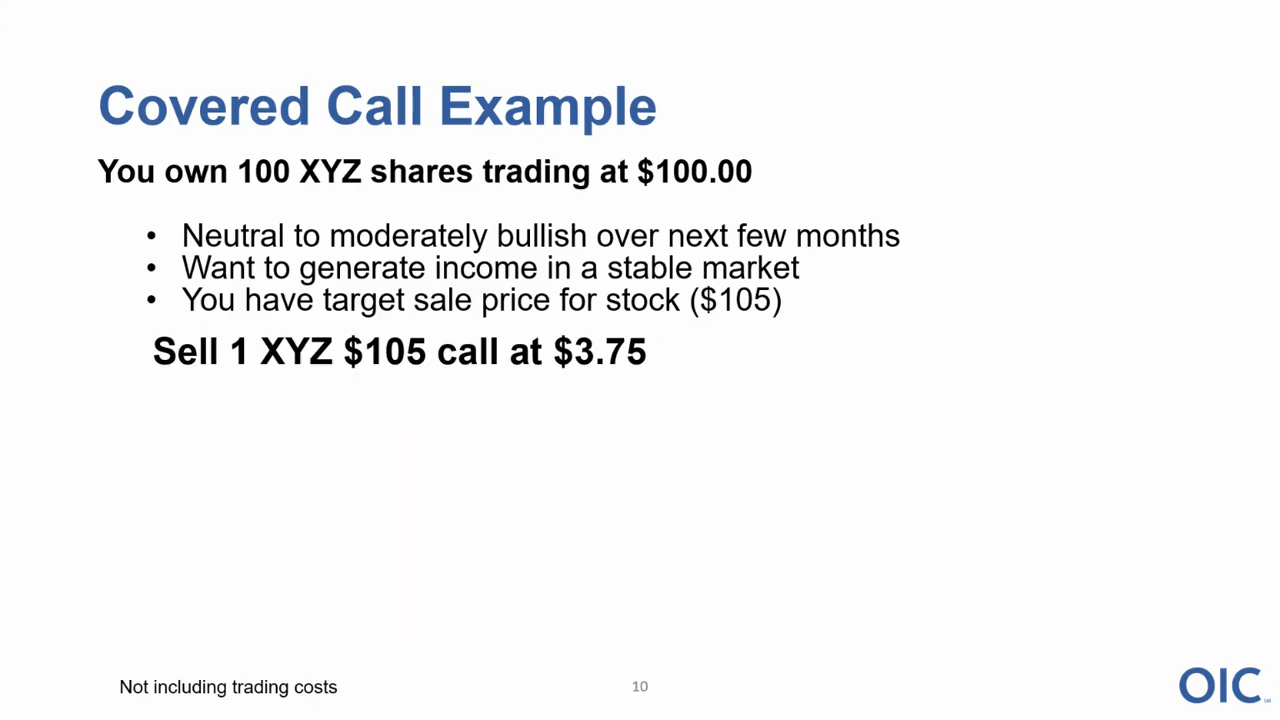 Covered Call Example
You own 100 XYZ shares trading at $100.00
• Neutral to moderately bullish over next few months
• Want to generate income in a stable market
• You have target sale price for stock ($105)
Sell 1 XYZ $105 call at $3.75
Not including trading costs
10
OIC℠